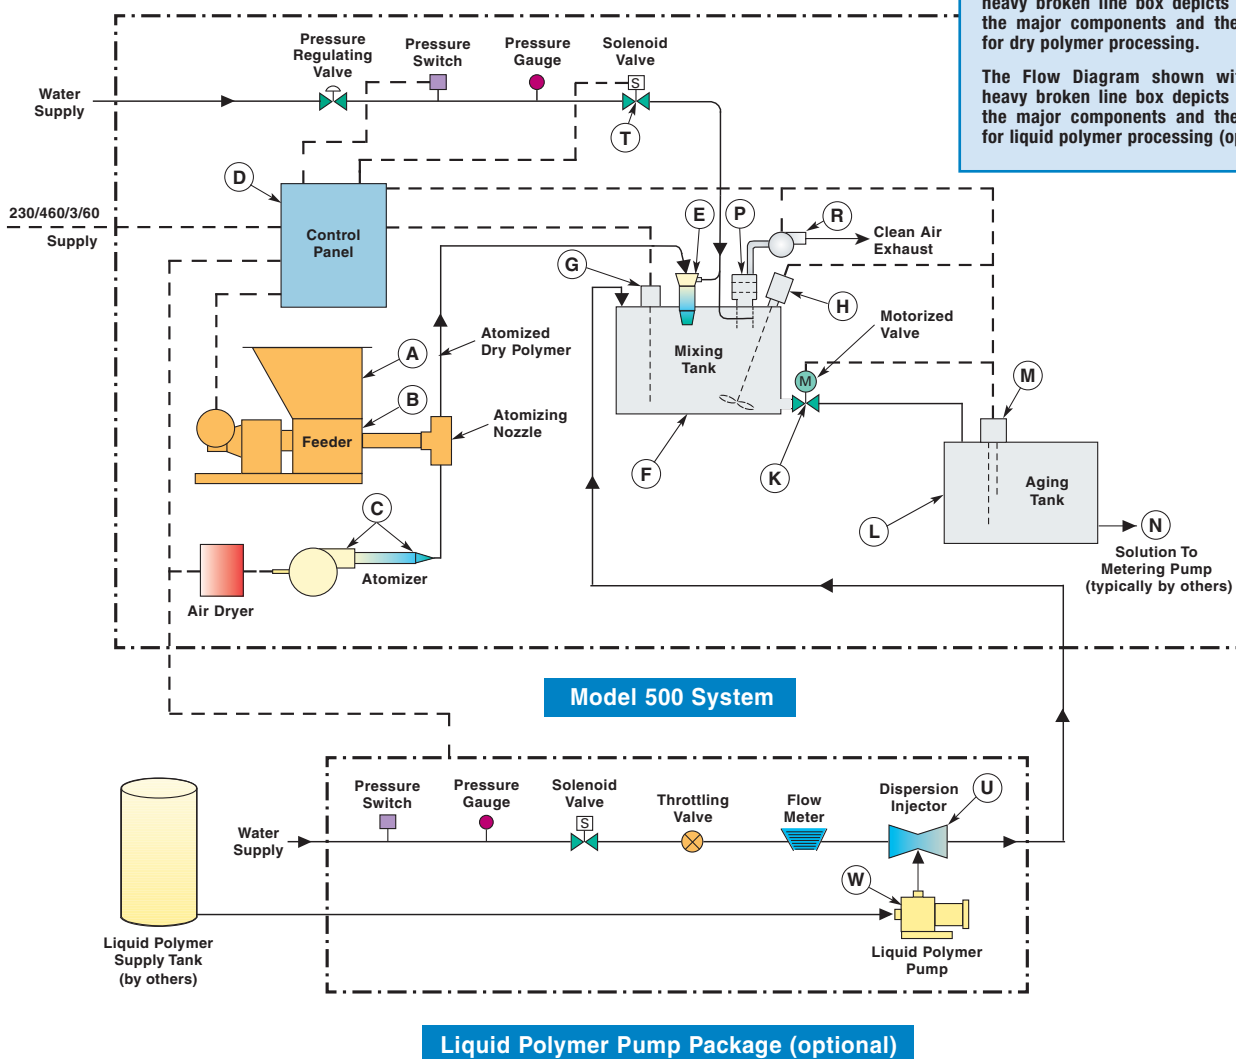 heavy broken line box depicts
the major components and the
for dry polymer processing.
The Flow Diagram shown wit
heavy broken line box depicts
the major components and the
for liquid polymer processing (op
Pressure
Regulating
Valve
Pressure
Switch
Pressure
Gauge
Solenoid
Valve
S
Water
Supply
T
D
230/460/3/60
Supply
Control
Panel
E
P
R
Clean Air
Exhaust
G
H
Motorized
Valve
M
Mixing
Tank
Atomized
Dry Polymer
A
B
Feeder
Atomizing
Nozzle
M
F
K
Aging
Tank
L
N
Solution To
Metering Pump
(typically by others)
C
Atomizer
Air Dryer
Model 500 System
Pressure
Switch
Pressure
Gauge
Solenoid
Valve
S
Throttling
Valve
Flow
Meter
Dispersion
Injector
U
Water
Supply
W
Liquid Polymer
Pump
Liquid Polymer
Supply Tank
(by others)
Liquid Polymer Pump Package (optional)